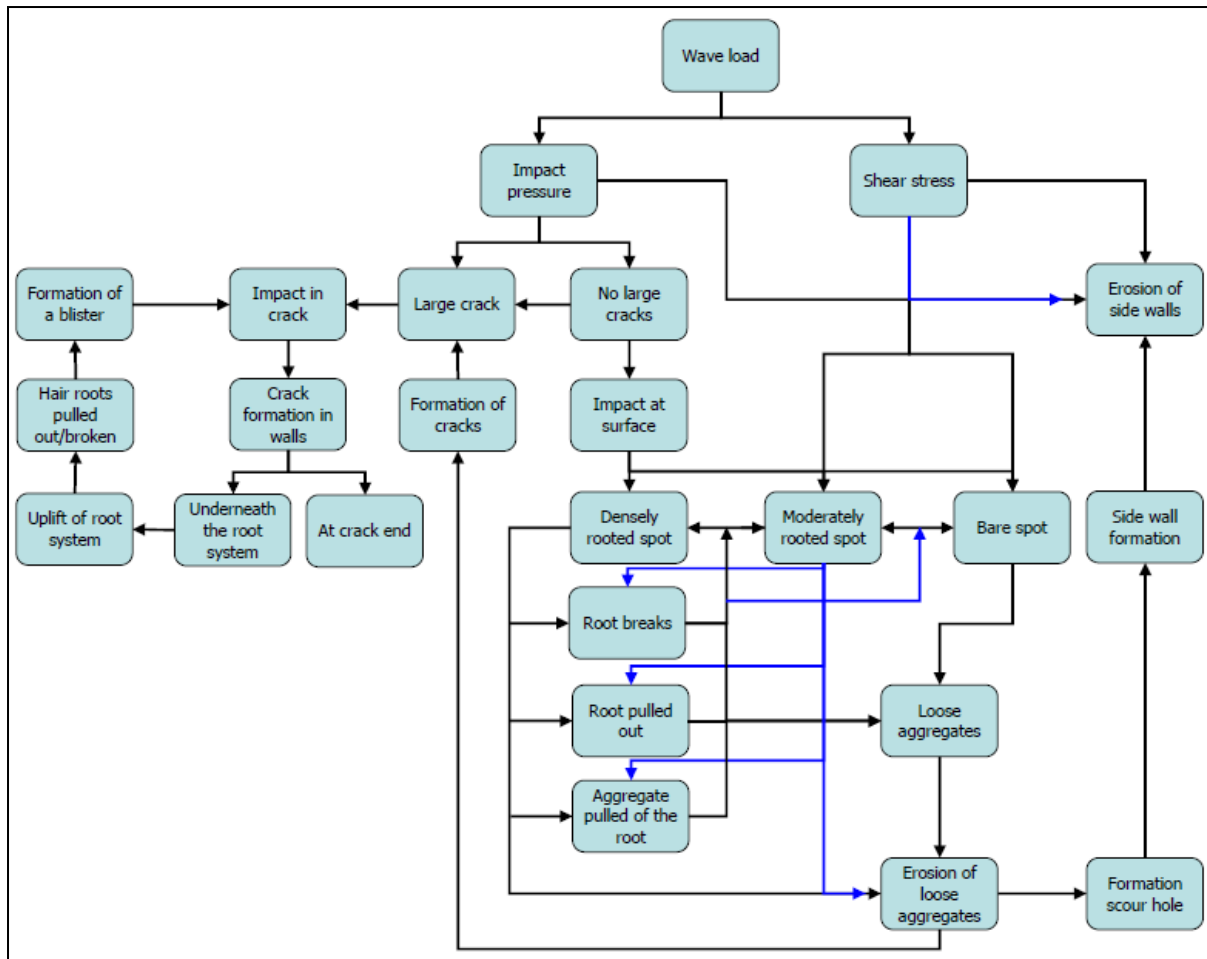 Wave load
Impact
pressure
Shear stress
Formation of
a blister
Impact in
crack
Large crack
No large
cracks
Erosion of
side walls
Hair roots
pulled
out/broken
Crack
formation in
walls
Formation of
cracks
Impact at
surface
Uplift of root
system
Underneath
the root
system
At crack end
Densely
rooted spot
Moderately
rooted spot
Bare spot
Side wall
formation
Root breaks
Root pulled
out
Loose
aggregates
Aggregate
pulled of the
root
Erosion of
loose
aggregates
Formation
scour hole